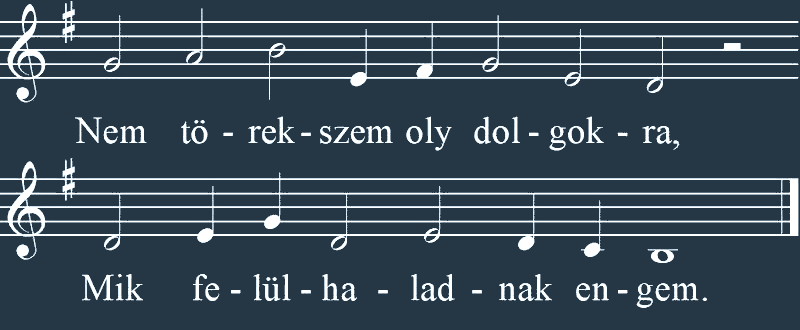 Nem tö - rek - szem oly dol - gok - ra,
Mik fe - lül - ha - lad - nak en - gem.